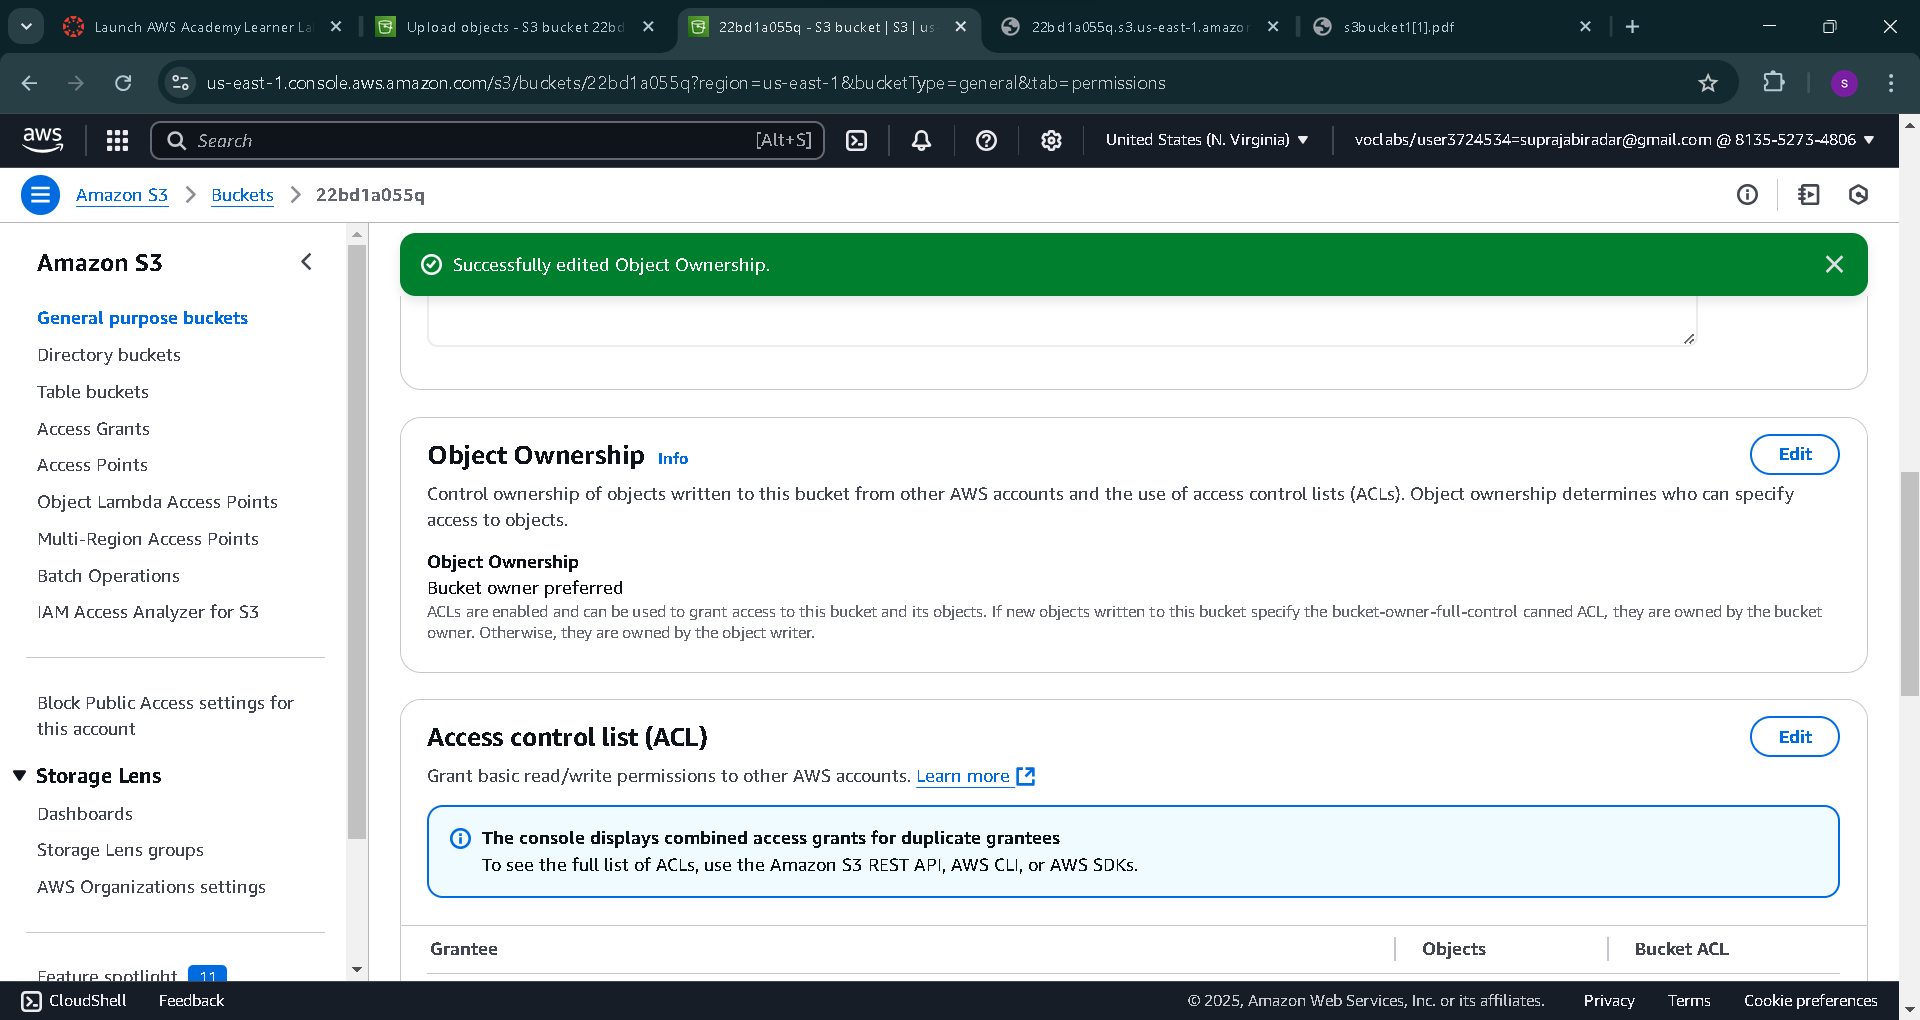 Launch AWS Academy Learner La
Upload objects - S3 bucket 22bd
22bd1a055q - S3 bucket | S3 | us-
22bd1a055q.s3.us-east-1.amazon
s3bucket1[1].pdf
us-east-1.console.aws.amazon.com/s3/buckets/22bd1a055q?region=us-east-1&bucketType=general&tab=permissions
s
aws
Search
[Alt+S]
United States (N. Virginia)
voclabs/user3724534=suprajabiradar@gmail.com @ 8135-5273-4806
Amazon S3
Buckets
22bd1a055q
Amazon S3
General purpose buckets
Directory buckets
Table buckets
Access Grants
Access Points
Object Lambda Access Points
Multi-Region Access Points
Batch Operations
IAM Access Analyzer for S3
Block Public Access settings for
this account
Storage Lens
Dashboards
Storage Lens groups
AWS Organizations settings
Feature spotlight 11
Successfully edited Object Ownership.
Object Ownership Info
Edit
Control ownership of objects written to this bucket from other AWS accounts and the use of access control lists (ACLs). Object ownership determines who can specify
access to objects.
Object Ownership
Bucket owner preferred
ACLs are enabled and can be used to grant access to this bucket and its objects. If new objects written to this bucket specify the bucket-owner-full-control canned ACL, they are owned by the bucket
owner. Otherwise, they are owned by the object writer.
Access control list (ACL)
Edit
Grant basic read/write permissions to other AWS accounts. Learn more
The console displays combined access grants for duplicate grantees
To see the full list of ACLs, use the Amazon S3 REST API, AWS CLI, or AWS SDKs.
Grantee
Objects
Bucket ACL
CloudShell
Feedback
© 2025, Amazon Web Services, Inc. or its affiliates.
Privacy
Terms
Cookie preferences